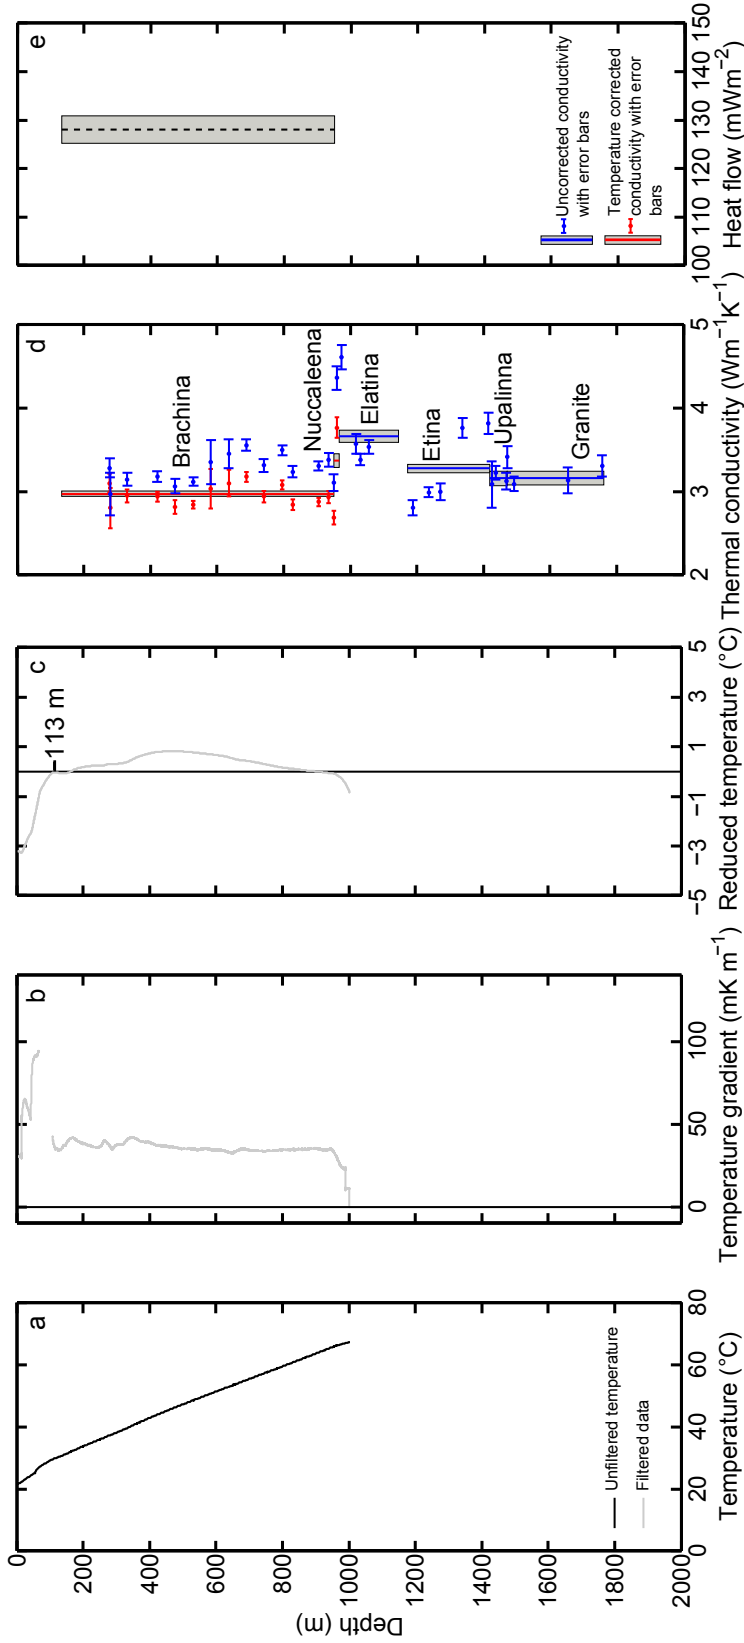 a
Unfiltered temperature
Filtered data
0
200
400
600
800
1000
1200
1400
1600
1800
2000
Depth (m)
0
20
40
60
80
Temperature (°C)
b
0
50
100
Temperature gradient (mK m−1)
c
113 m
−5
−3
−1
1
3
5
Reduced temperature (°C)
d
Brachina
Nuccaleena
Elatina
Etina
Upalinna
Granite
2
3
4
5
Thermal conductivity (Wm−1K−1)
e
Uncorrected conductivity
with error bars
Temperature corrected
conductivity with error
bars
100
110
120
130
140
150
Heat flow (mWm−2)